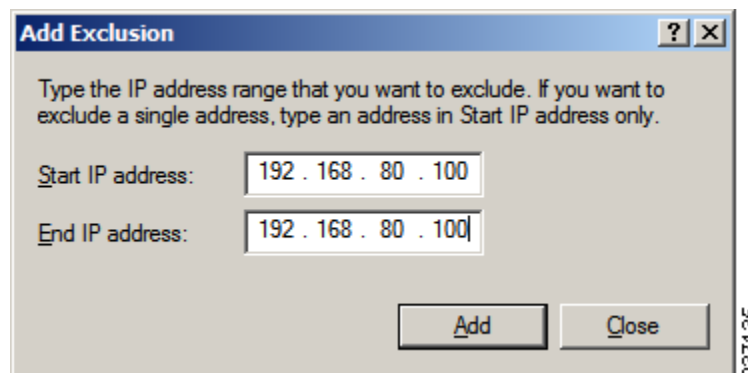 Add Exclusion
? X
Type the IP address range that you want to exclude. If you want to
exclude a single address, type an address in Start IP address only.
Start IP address: 192 . 168 . 80 . 100
End IP address: 192 . 168 . 80 . 100
Add Close